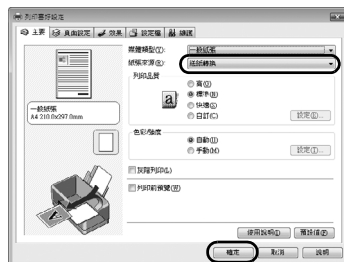 列印喜好設定
主要 頁面設定 效果 設定檔 維護
媒體類型(Y): 一般紙張
紙張來源(R): 送紙轉換
列印品質
高(G)
標準(N)
快速(S)
自訂(C) 設定(E)...
一般紙張
A4 210.0x297.0mm
色彩/強度
自動(U)
手動(M) 設定(T)...
灰階列印(L)
列印前預覽(W)
使用說明(I) 預設值(F)
確定 取消 說明